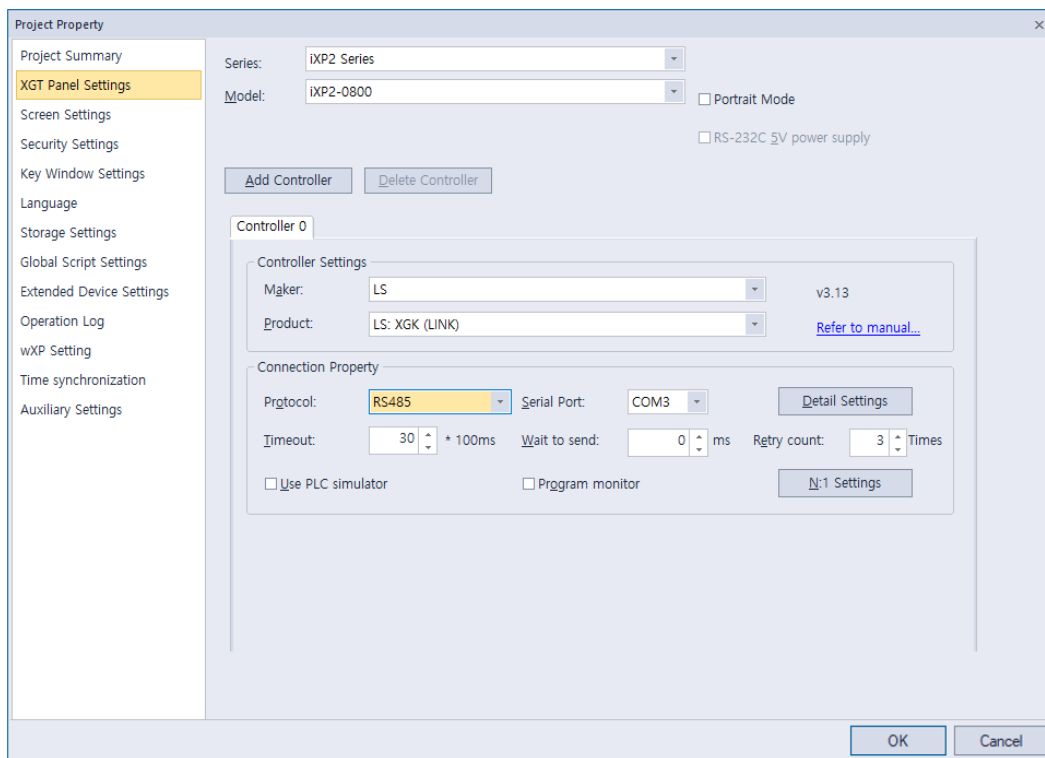 Project Property
Project Summary
XGT Panel Settings
Screen Settings
Security Settings
Key Window Settings
Language
Storage Settings
Global Script Settings
Extended Device Settings
Operation Log
wXP Setting
Time synchronization
Auxiliary Settings
Series: iXP2 Series
Model: iXP2-0800
Portrait Mode
RS-232C 5V power supply
Add Controller Delete Controller
Controller 0
Controller Settings
Maker: LS v3.13
Product: LS: XGK (LINK) Refer to manual...
Connection Property
Protocol: RS485 Serial Port: COM3 Detail Settings
Timeout: 30 * 100ms Wait to send: 0 ms Retry count: 3 Times
Use PLC simulator Program monitor N:1 Settings
OK Cancel